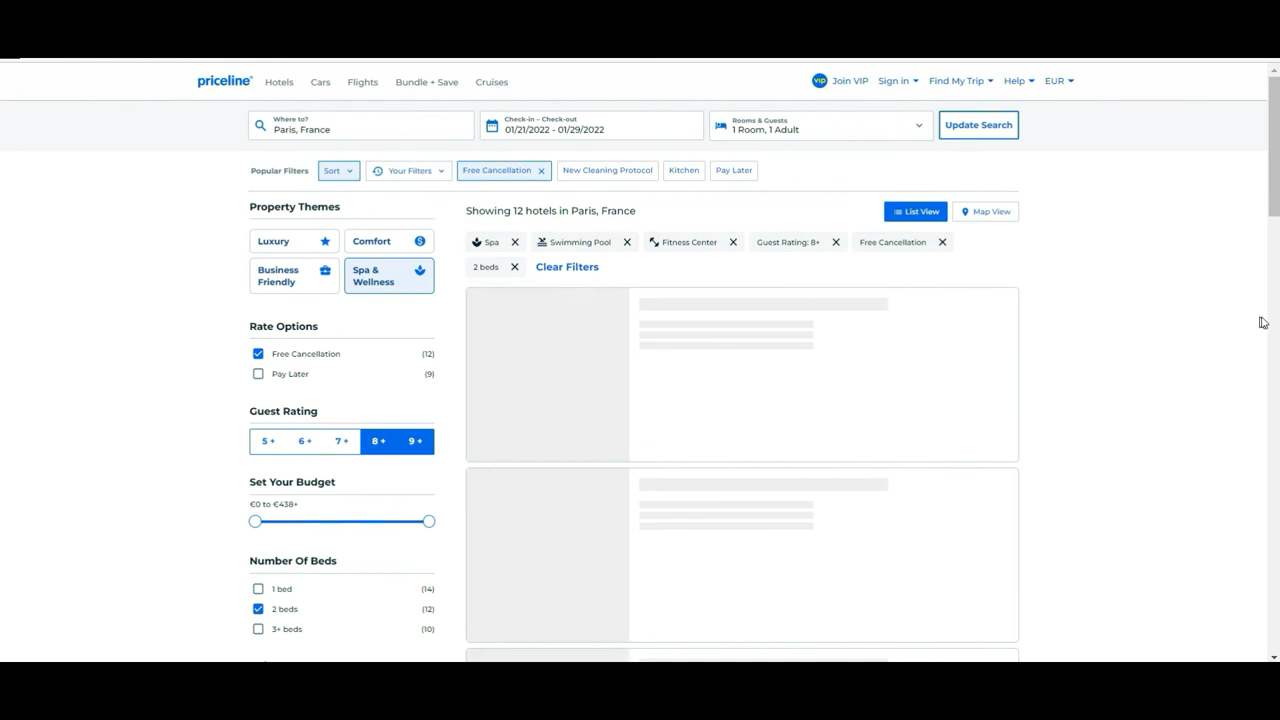 priceline
Hotels
Cars
Flights
Bundle + Save
Cruises
VIP
Join VIP
Sign in
Find My Trip
Help
EUR
Where to?
Paris, France
Check-in – Check-out
01/21/2022 - 01/29/2022
Rooms & Guests
1 Room, 1 Adult
Update Search
Popular Filters
Sort
Your Filters
Free Cancellation
New Cleaning Protocol
Kitchen
Pay Later
Property Themes
Luxury
Comfort
Business
Friendly
Spa &
Wellness
Rate Options
Free Cancellation (12)
Pay Later (9)
Guest Rating
5 + 6 + 7 + 8 + 9 +
Set Your Budget
€0 to €438+
Number Of Beds
1 bed (14)
2 beds (12)
3+ beds (10)
Showing 12 hotels in Paris, France
List View
Map View
Spa
Swimming Pool
Fitness Center
Guest Rating: 8+
Free Cancellation
2 beds
Clear Filters